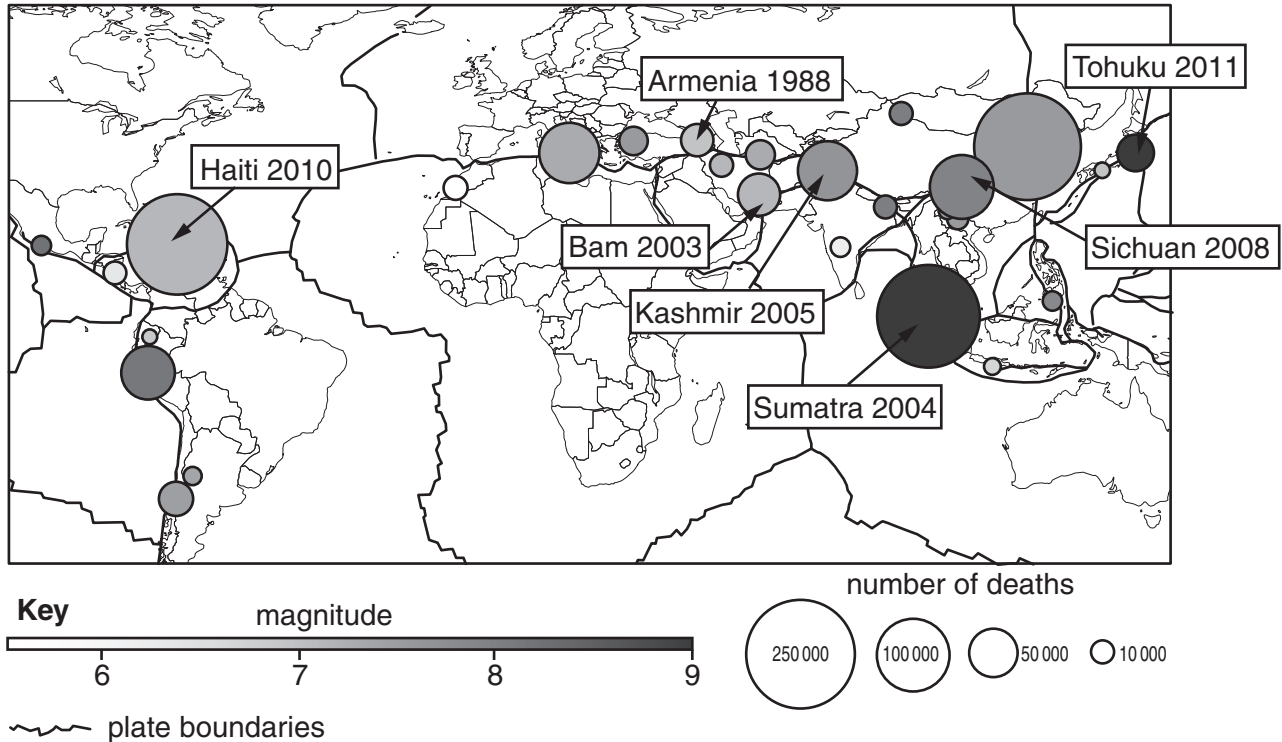 Tohuku 2011
Armenia 1988
Haiti 2010
Bam 2003
Sichuan 2008
Kashmir 2005
Sumatra 2004
Key
magnitude
6 7 8 9
plate boundaries
number of deaths
250 000 100 000 50 000 10 000